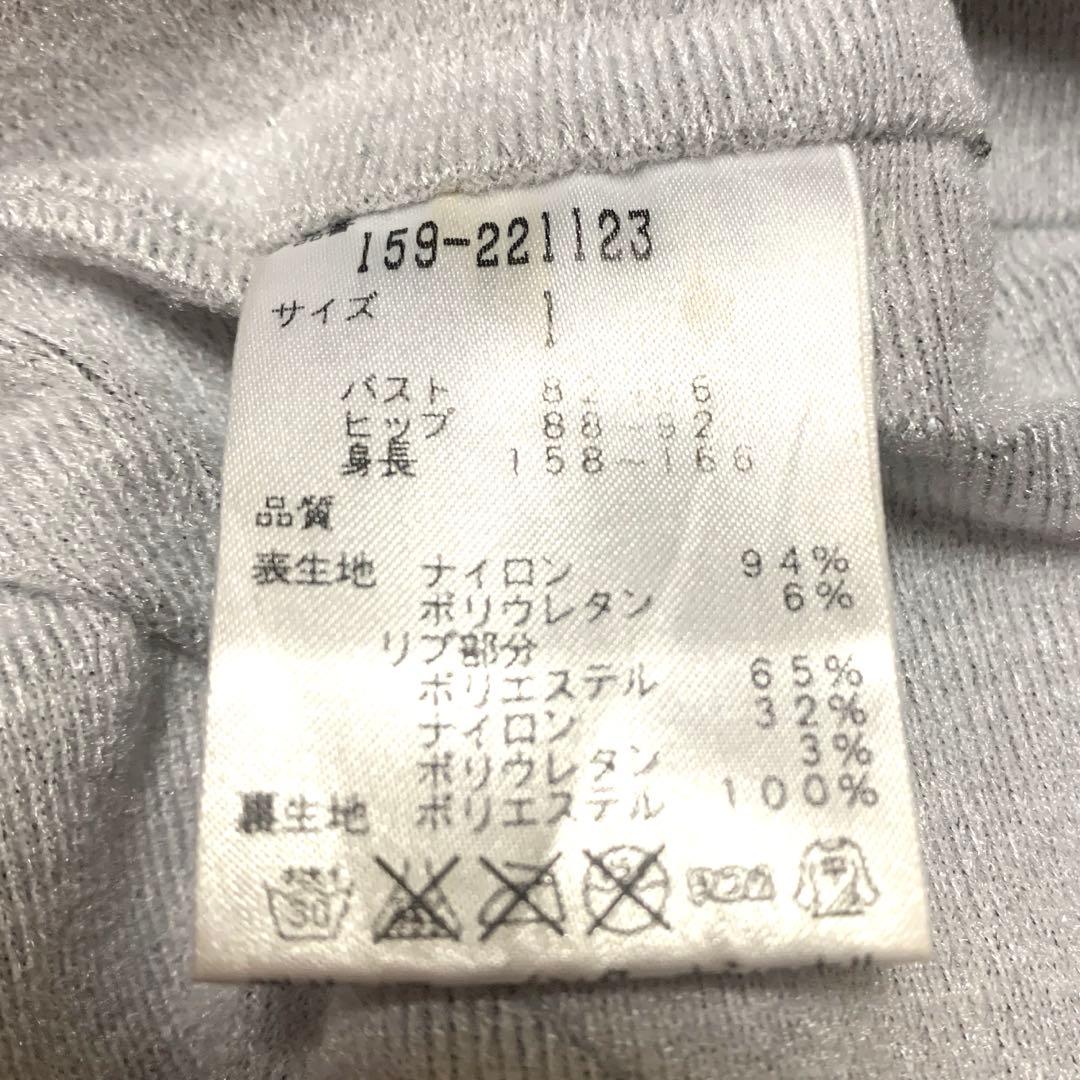 159-221123
サイズ 1
バスト
ヒップ 88~92
身長 158~166
品質
表生地 ナイロン 94%
ポリウレタン 6%
リブ部分
ポリエステル 65%
ナイロン 32%
ポリウレタン 3%
裏生地 ポリエステル 100%
30